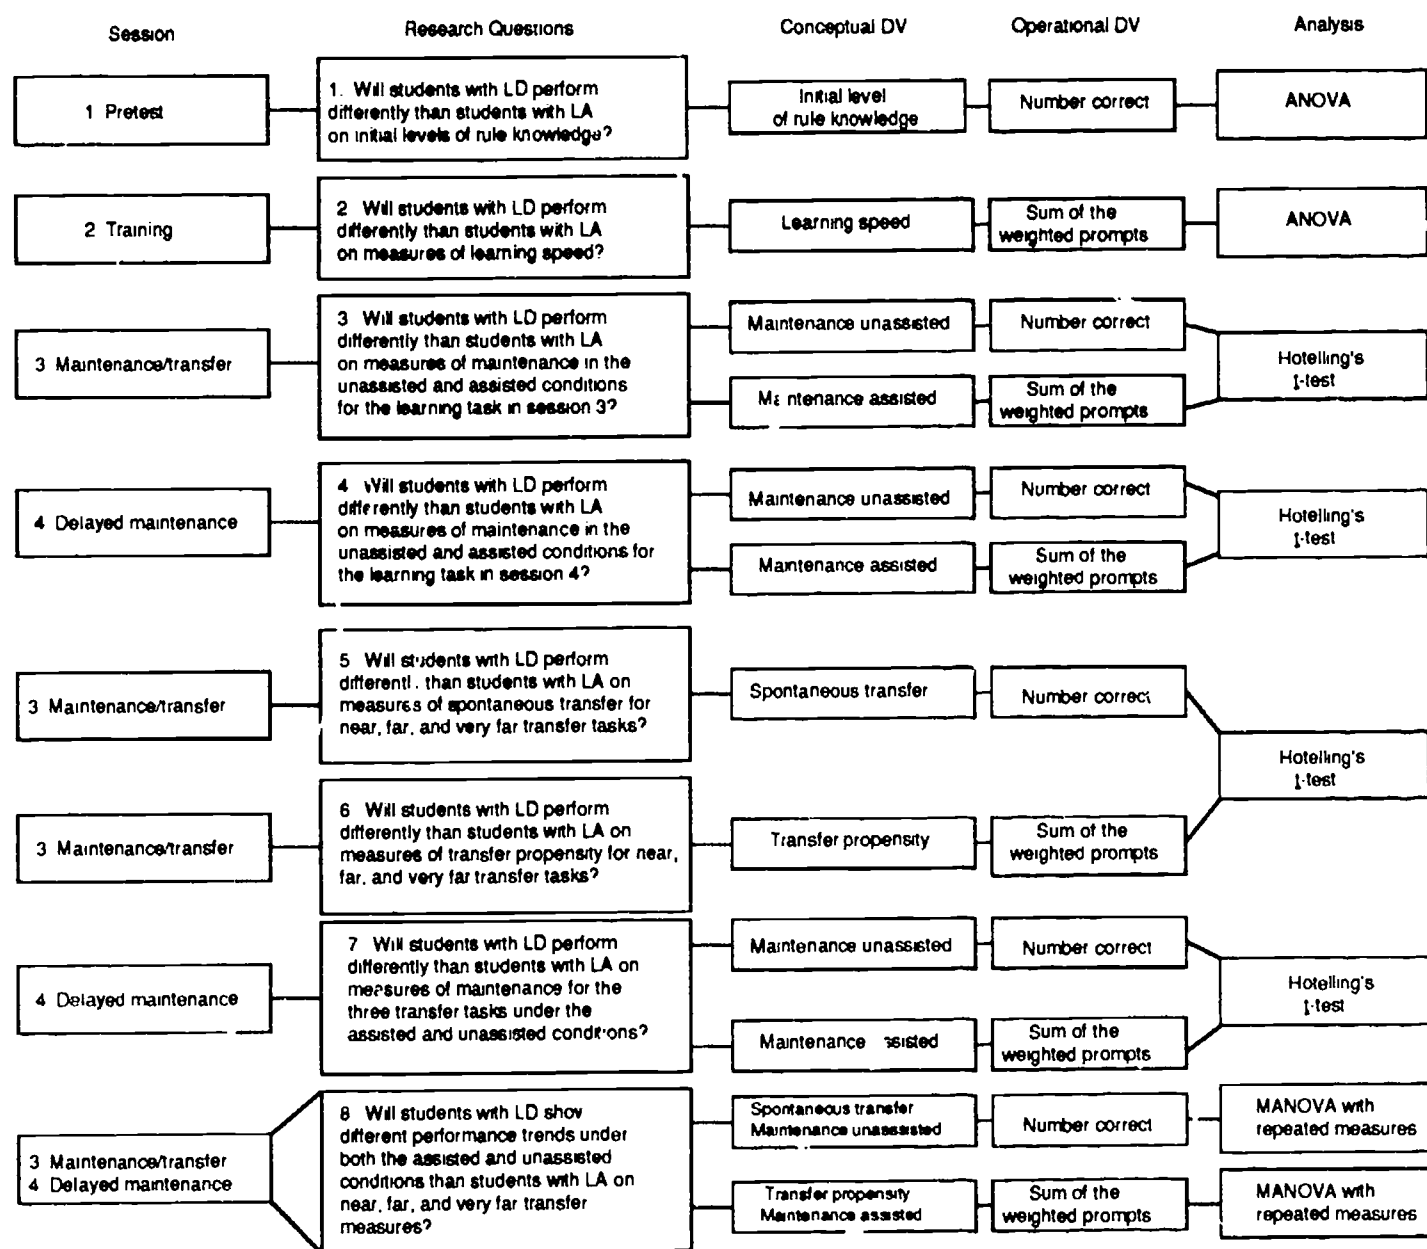 Session
Research Questions
Conceptual DV
Operational DV
Analysis
1 Pretest
1. Will students with LD perform
differently than students with LA
on initial levels of rule knowledge?
Initial level
of rule knowledge
Number correct
ANOVA
2 Training
2 Will students with LD perform
differently than students with LA
on measures of learning speed?
Learning speed
Sum of the
weighted prompts
ANOVA
3 Maintenance/transfer
3 Will students with LD perform
differently than students with LA
on measures of maintenance in the
unassisted and assisted conditions
for the learning task in session 3?
Maintenance unassisted
Number correct
Maintenance assisted
Sum of the
weighted prompts
Hotelling's
T-test
4 Delayed maintenance
4 Will students with LD perform
differently than students with LA
on measures of maintenance in the
unassisted and assisted conditions for
the learning task in session 4?
Maintenance unassisted
Number correct
Maintenance assisted
Sum of the
weighted prompts
Hotelling's
T-test
3 Maintenance/transfer
5 Will students with LD perform
differently than students with LA on
measures of spontaneous transfer for
near, far, and very far transfer tasks?
Spontaneous transfer
Number correct
Hotelling's
T-test
3 Maintenance/transfer
6 Will students with LD perform
differently than students with LA on
measures of transfer propensity for near,
far, and very far transfer tasks?
Transfer propensity
Sum of the
weighted prompts
4 Delayed maintenance
7 Will students with LD perform
differently than students with LA on
measures of maintenance for the
three transfer tasks under the
assisted and unassisted conditions?
Maintenance unassisted
Number correct
Maintenance assisted
Sum of the
weighted prompts
Hotelling's
T-test
3 Maintenance/transfer
4 Delayed maintenance
8 Will students with LD show
different performance trends under
both the assisted and unassisted
conditions than students with LA on
near, far, and very far transfer
measures?
Spontaneous transfer
Maintenance unassisted
Number correct
MANOVA with
repeated measures
Transfer propensity
Maintenance assisted
Sum of the
weighted prompts
MANOVA with
repeated measures